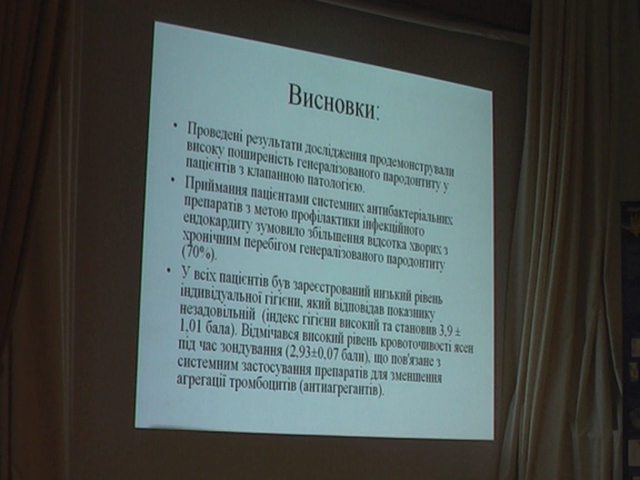 Висновки:
• Проведені результати дослідження продемонстрували
високу поширеність генералізованого пародонтиту у
пацієнтів з клапанною патологією.
• Приймання пацієнтами системних антибактеріальних
препаратів з метою профілактики інфекційного
ендокардиту зумовило збільшення відсотка хворих з
хронічним перебігом генералізованого пародонтиту
(70%).
• У всіх пацієнтів був зареєстрований низький рівень
індивідуальної гігієни, який відповідав показнику
незадовільний (індекс гігієни високий та становив 3,9 ±
1,01 бала). Відмічався високий рівень кровоточивості ясен
під час зондування (2,93±0,07 бали), що пов'язане з
системним застосування препаратів для зменшення
агрегації тромбоцитів (антиагрегантів).